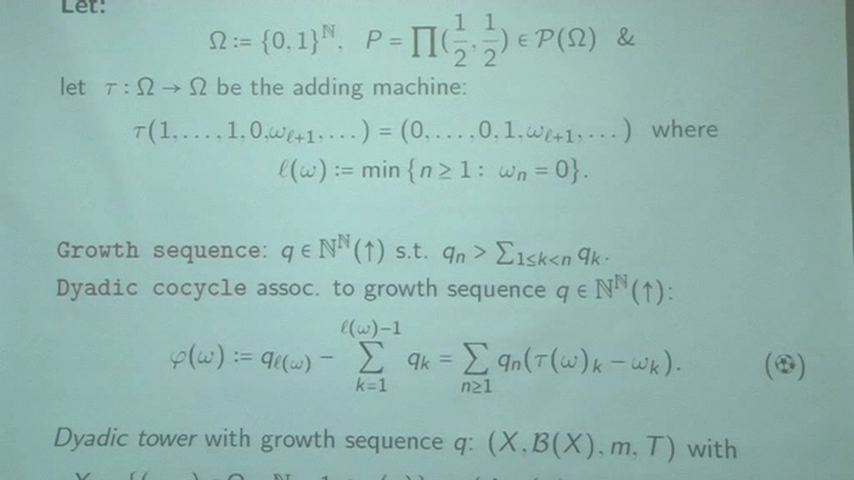 Let:
Ω := {0, 1}^ℕ, P = ∏(1/2, 1/2) ∈ 𝒫(Ω) &
let τ : Ω → Ω be the adding machine:
τ(1, . . . , 1, 0, ω_{ℓ+1}, . . . ) = (0, . . . , 0, 1, ω_{ℓ+1}, . . . ) where
ℓ(ω) := min {n ≥ 1 : ω_n = 0}.
Growth sequence: q ∈ ℕ^ℕ(↑) s.t. q_n > ∑_{1≤k<n} q_k.
Dyadic cocycle assoc. to growth sequence q ∈ ℕ^ℕ(↑):
φ(ω) := q_{ℓ(ω)} − ∑_{k=1}^{ℓ(ω)−1} q_k = ∑_{n≥1} q_n(τ(ω)_k − ω_k). (⚽)
Dyadic tower with growth sequence q: (X, ℬ(X), m, T) with